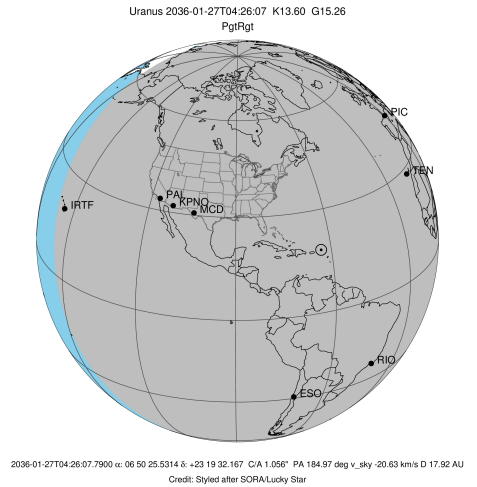 Uranus 2036-01-27T04:26:07 K13.60 G15.26
PgtRgt
PIC
TEN
PAL
KPNO
IRTF
MCD
RIO
ESO
2036-01-27T04:26:07.7900 α: 06 50 25.5314 δ: +23 19 32.167 C/A 1.056" PA 184.97 deg v_sky -20.63 km/s D 17.92 AU
Credit: Styled after SORA/Lucky Star